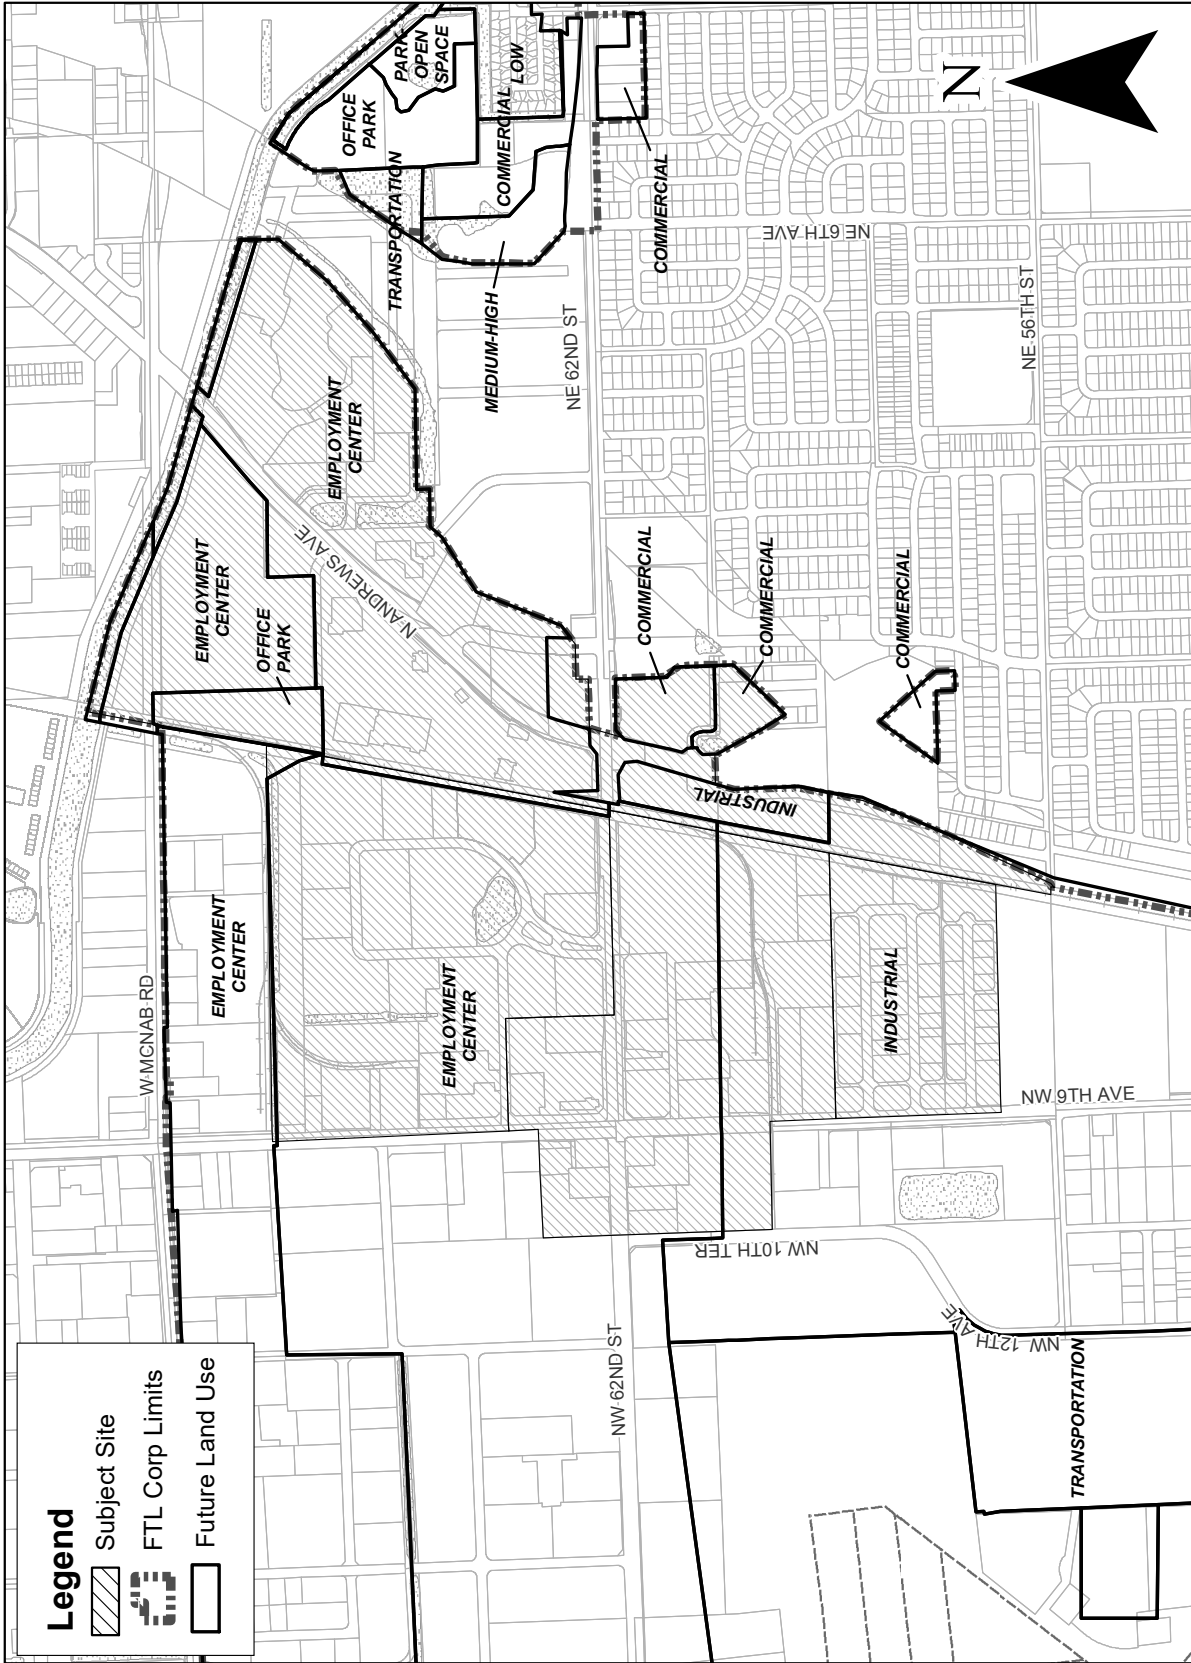 Legend
Subject Site
FTL Corp Limits
Future Land Use
N
W MCNAB RD
EMPLOYMENT
CENTER
EMPLOYMENT
CENTER
EMPLOYMENT
CENTER
OFFICE
PARK
N ANDREWS AVE
EMPLOYMENT
CENTER
OFFICE
PARK
PARK-
OPEN
SPACE
TRANSPORTATION
COMMERCIAL LOW
MEDIUM-HIGH
NE 62ND ST
COMMERCIAL
NE 6TH AVE
COMMERCIAL
COMMERCIAL
COMMERCIAL
INDUSTRIAL
INDUSTRIAL
NE 56TH ST
NW 9TH AVE
NW 10TH TER
NW 62ND ST
NW 12TH AVE
TRANSPORTATION